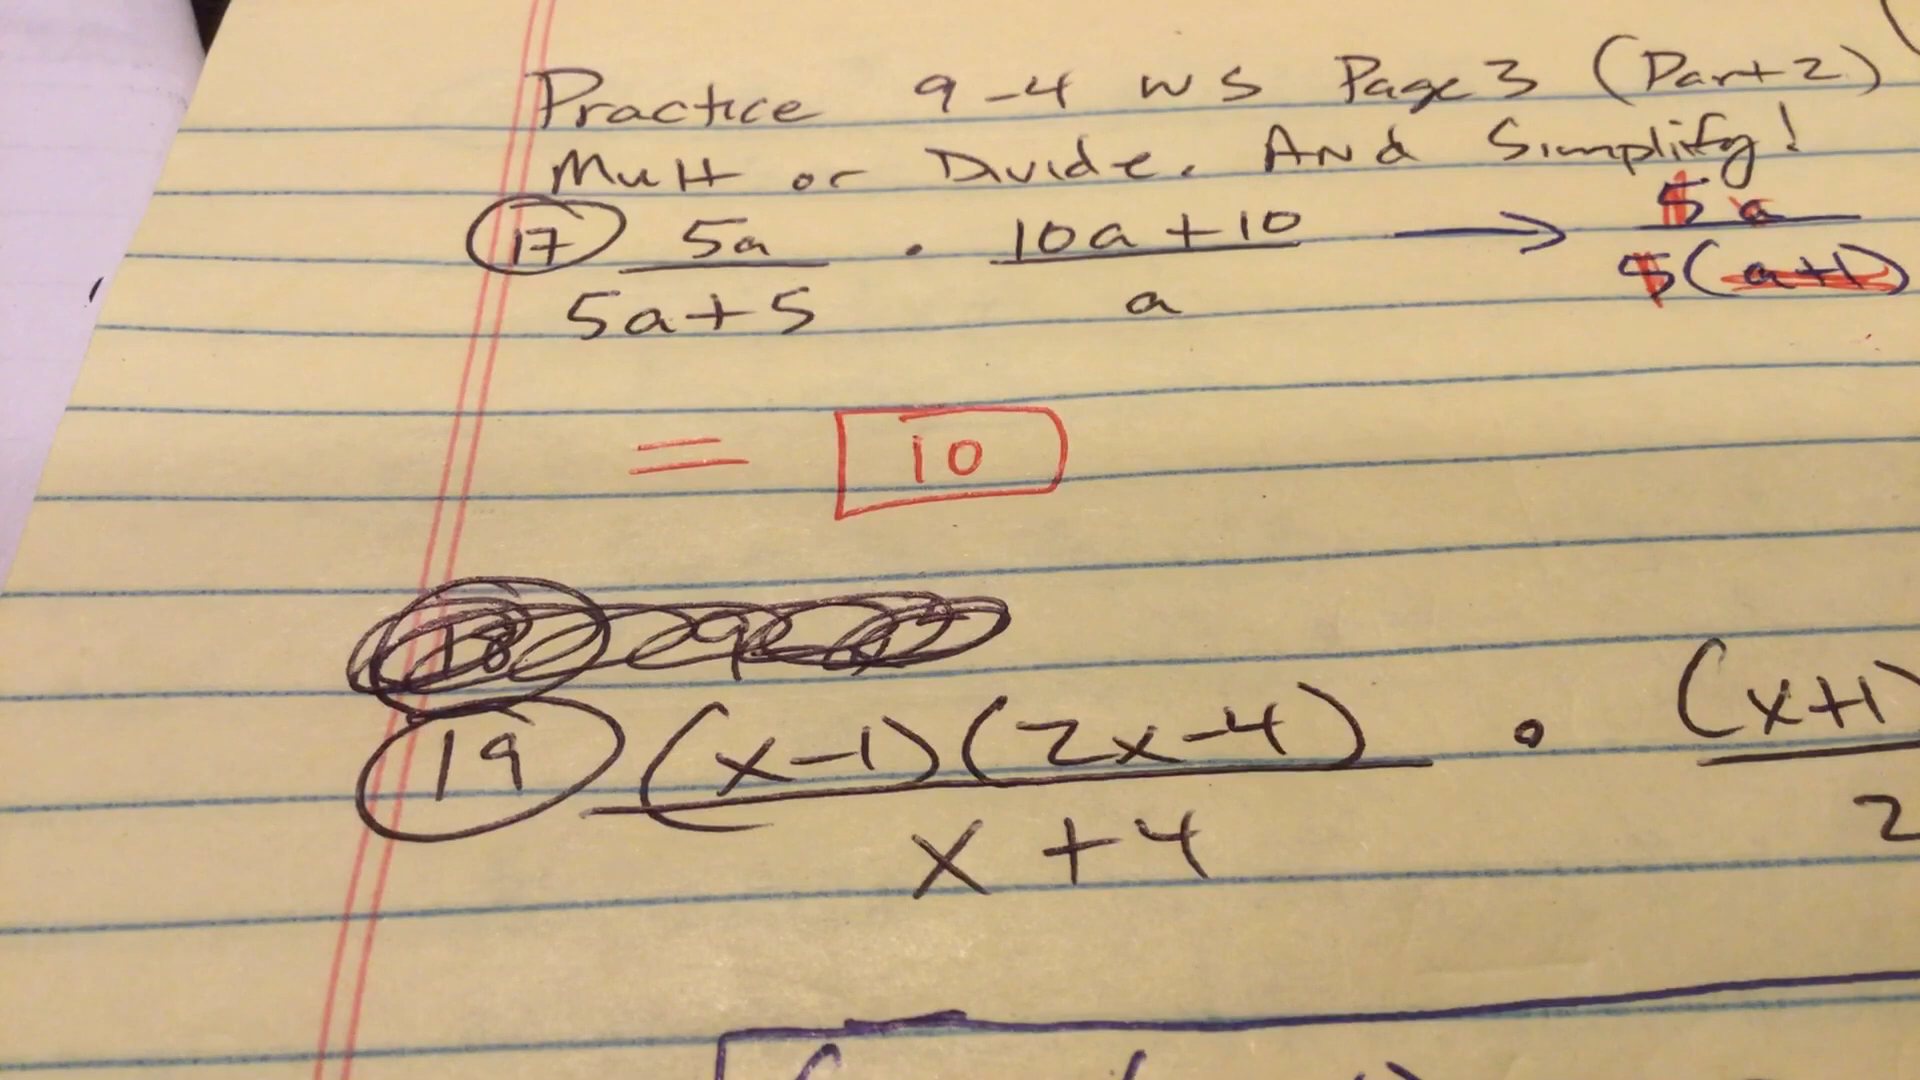 Practice 9-4 WS Page 3 (Part 2)
Mult or Divide. And Simplify!
17 5a/5a+5 · 10a+10/a → 5a/5(a+1)
= 10
19 (x-1)(2x-4)/x+4 · (x+1)/2